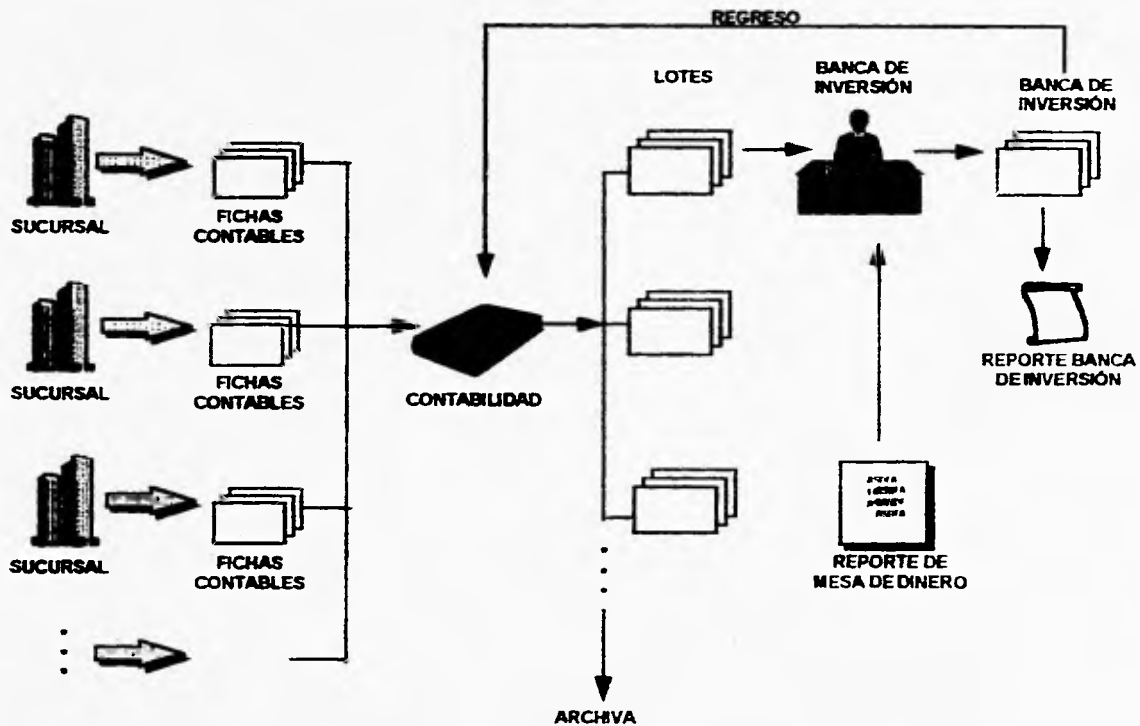 REGRESO
LOTES
BANCA DE
INVERSIÓN
BANCA DE
INVERSIÓN
SUCURSAL
FICHAS
CONTABLES
SUCURSAL
FICHAS
CONTABLES
CONTABILIDAD
REPORTE BANCA
DE INVERSIÓN
SUCURSAL
FICHAS
CONTABLES
REPORTE DE
MESA DE DINERO
ARCHIVA